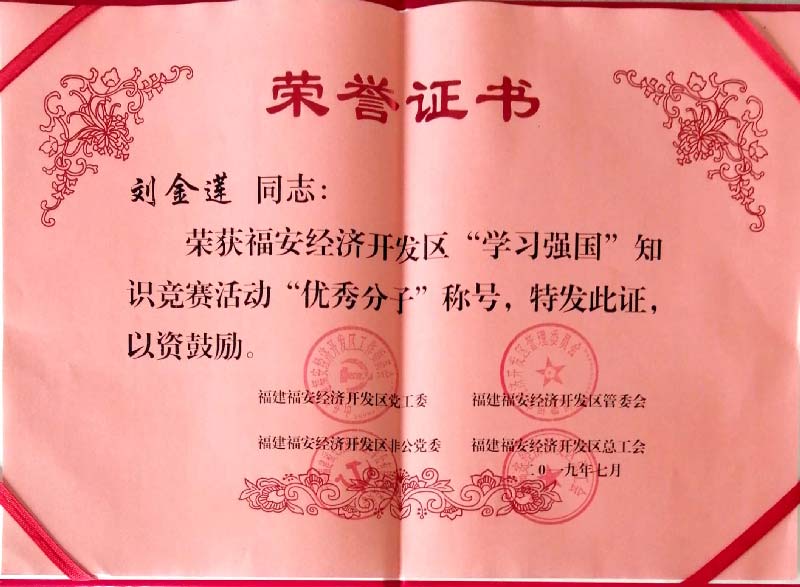 荣誉证书
刘金莲 同志：
荣获福安经济开发区“学习强国”知
识竞赛活动“优秀分子”称号，特发此证，
以资鼓励。
福建福安经济开发区党工委 福建福安经济开发区管委会
福建福安经济开发区非公党委 福建福安经济开发区总工会
二〇一九年七月